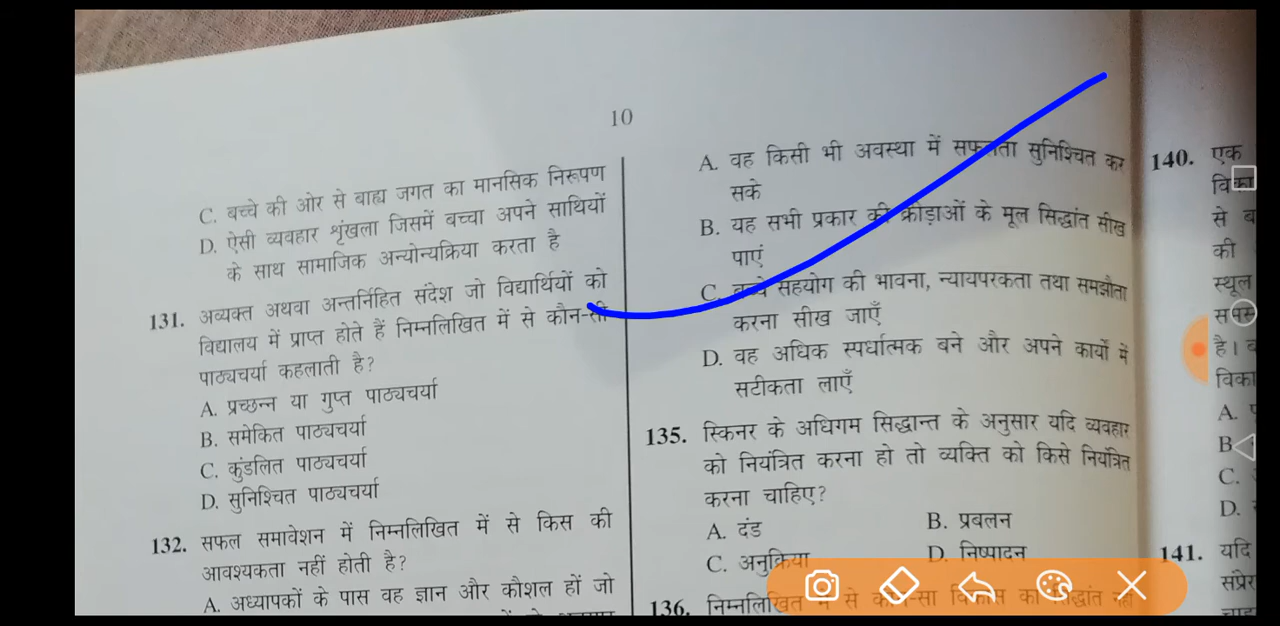 10
C. बच्चे की ओर से बाह्य जगत का मानसिक निरूपण
D. ऐसी व्यवहार शृंखला जिसमें बच्चा अपने साथियों
के साथ सामाजिक अन्योन्यक्रिया करता है
131. अव्यक्त अथवा अन्तर्निहित संदेश जो विद्यार्थियों को
विद्यालय में प्राप्त होते हैं निम्नलिखित में से कौन-सी
पाठ्यचर्या कहलाती है?
A. प्रच्छन्न या गुप्त पाठ्यचर्या
B. समेकित पाठ्यचर्या
C. कुंडलित पाठ्यचर्या
D. सुनिश्चित पाठ्यचर्या
132. सफल समावेशन में निम्नलिखित में से किस की
आवश्यकता नहीं होती है?
A. अध्यापकों के पास वह ज्ञान और कौशल हों जो
A. वह किसी भी अवस्था में सफलता सुनिश्चित कर
सके
B. यह सभी प्रकार की क्रीड़ाओं के मूल सिद्धांत सीख
पाएं
C. बच्चे सहयोग की भावना, न्यायपरकता तथा समझौता
करना सीख जाएँ
D. वह अधिक स्पर्धात्मक बने और अपने कार्यों में
सटीकता लाएँ
135. स्किनर के अधिगम सिद्धान्त के अनुसार यदि व्यवहार
को नियंत्रित करना हो तो व्यक्ति को किसे नियंत्रित
करना चाहिए?
A. दंड B. प्रबलन
C. अनुक्रिया D. निष्पादन
136. निम्नलिखित में से कौन-सा विकास का सिद्धांत नहीं
140. एक
से
की
स्थूल
है।
A.
B
C.
D.
141. यदि